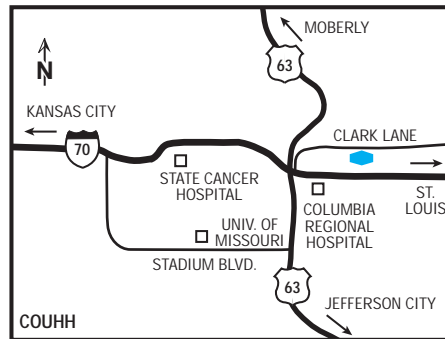 MOBERLY
63
N
KANSAS CITY
70
CLARK LANE
STATE CANCER
HOSPITAL
ST.
LOUIS
COLUMBIA
REGIONAL
HOSPITAL
UNIV. OF
MISSOURI
STADIUM BLVD.
63
JEFFERSON CITY
COUHH